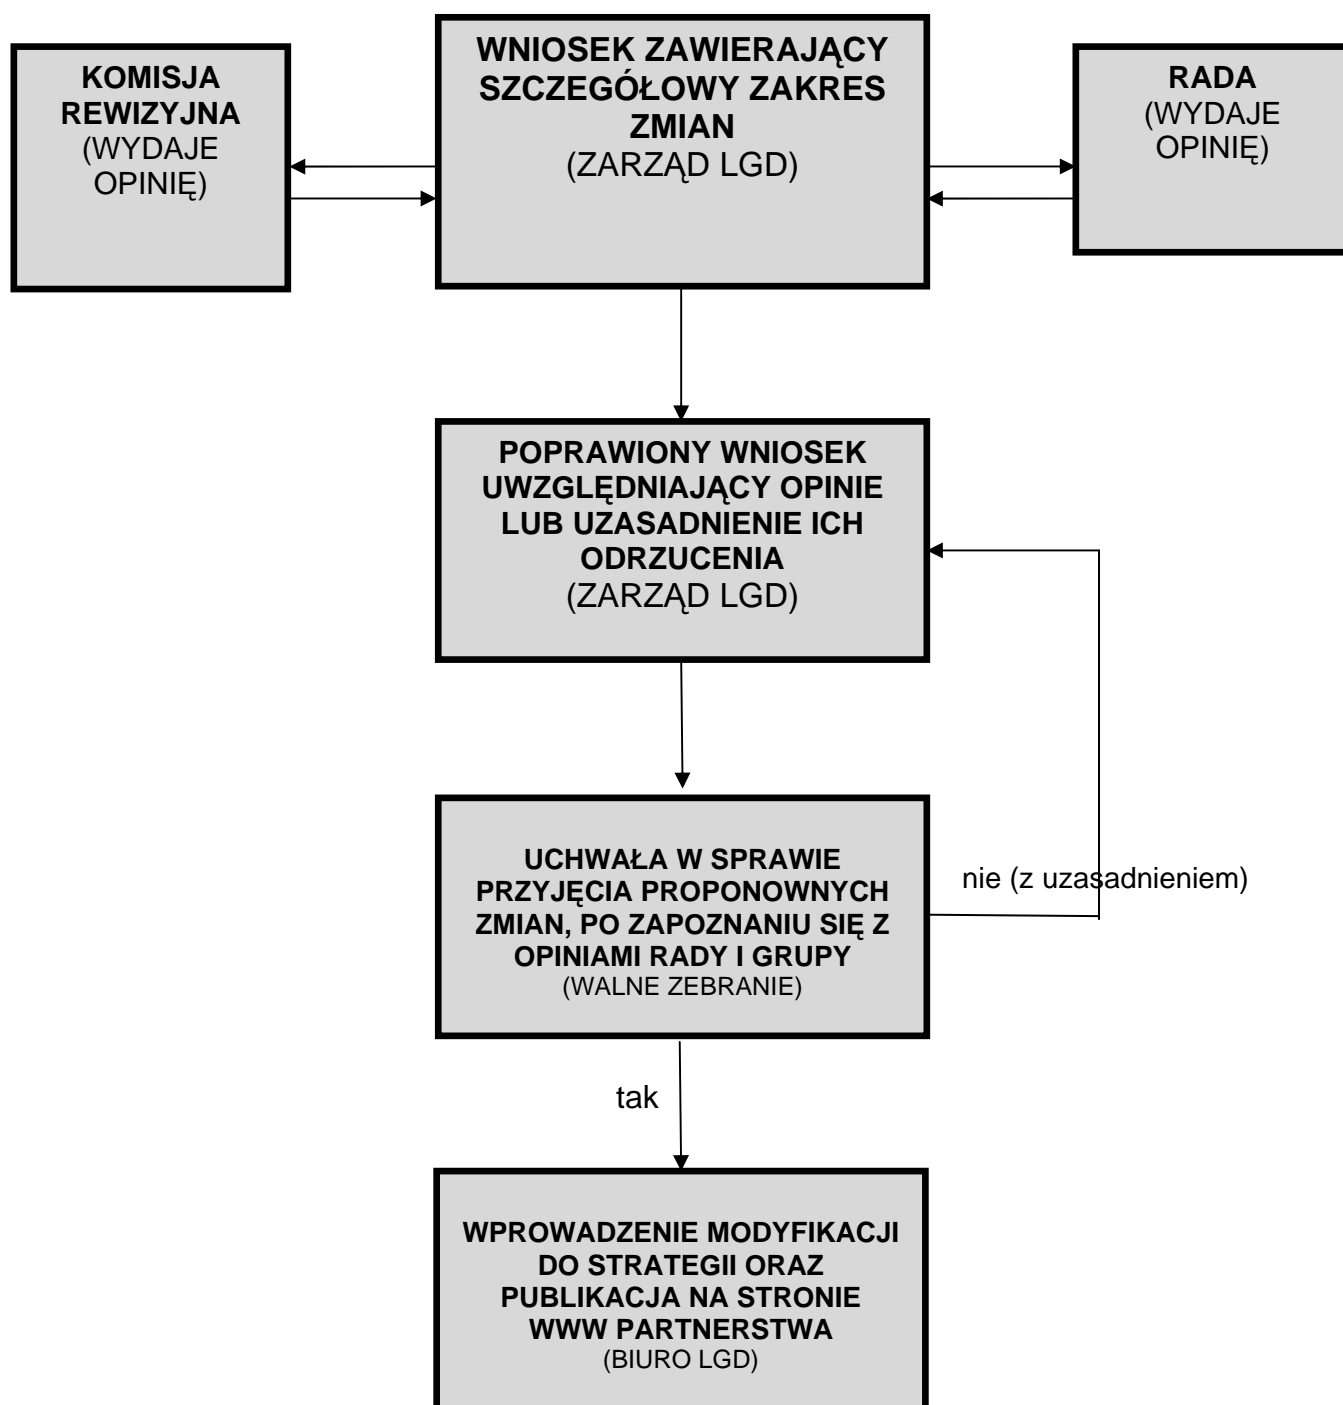 KOMISJA
REWIZYJNA
(WYDAJE
OPINIĘ)
WNIOSEK ZAWIERAJĄCY
SZCZEGÓŁOWY ZAKRES
ZMIAN
(ZARZĄD LGD)
RADA
(WYDAJE
OPINIĘ)
POPRAWIONY WNIOSEK
UWZGLĘDNIAJĄCY OPINIE
LUB UZASADNIENIE ICH
ODRZUCENIA
(ZARZĄD LGD)
UCHWAŁA W SPRAWIE
PRZYJĘCIA PROPONOWNYCH
ZMIAN, PO ZAPOZNANIU SIĘ Z
OPINIAMI RADY I GRUPY
(WALNE ZEBRANIE)
nie (z uzasadnieniem)
tak
WPROWADZENIE MODYFIKACJI
DO STRATEGII ORAZ
PUBLIKACJA NA STRONIE
WWW PARTNERSTWA
(BIURO LGD)